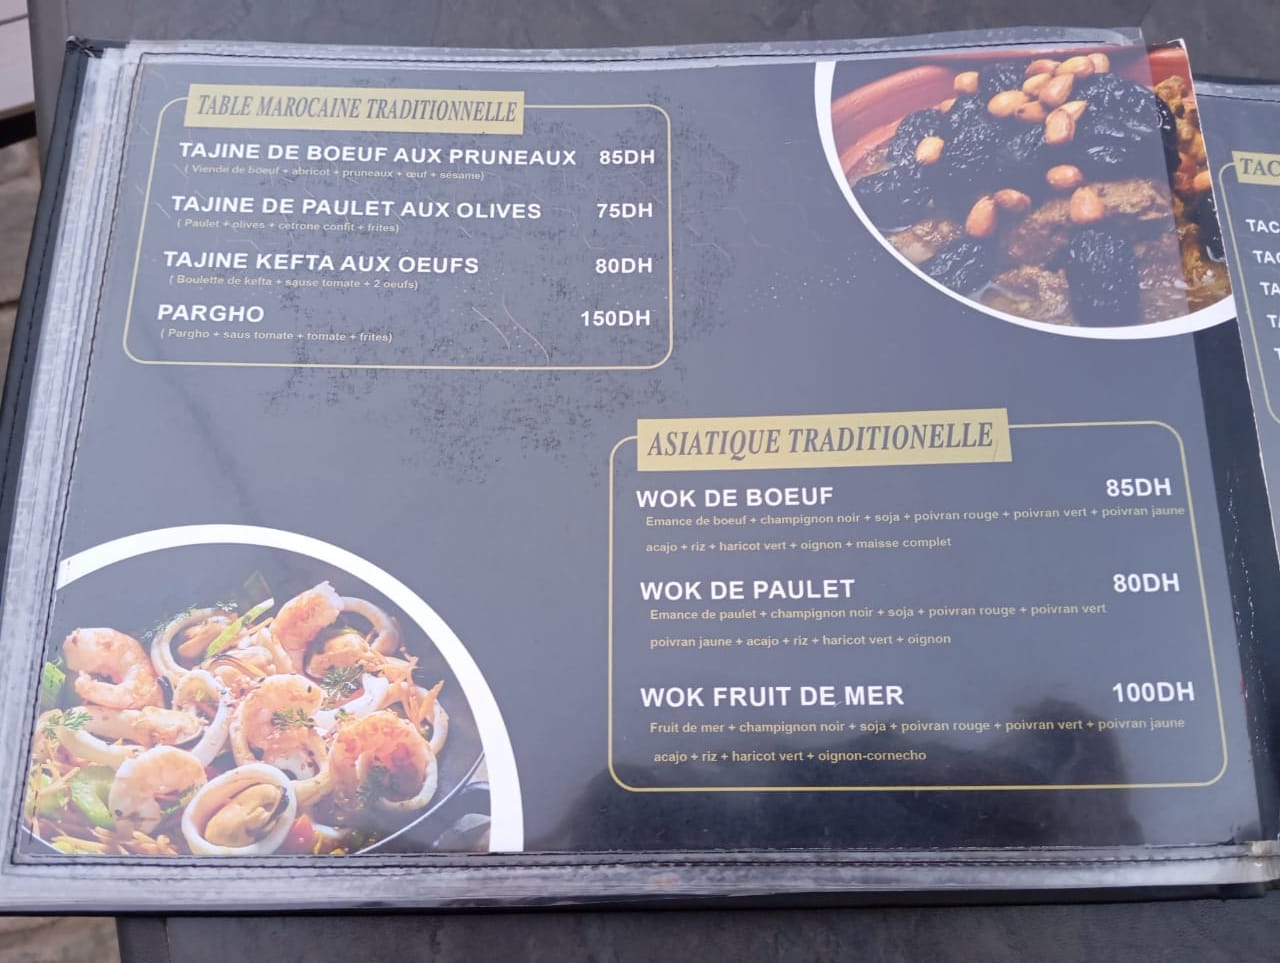 TABLE MAROCAINE TRADITIONNELLE
TAJINE DE BOEUF AUX PRUNEAUX 85DH
( Viende de boeuf + abricot + pruneaux + œuf + sésame)
TAJINE DE PAULET AUX OLIVES 75DH
( Paulet + olives + cetrone confit + frites)
TAJINE KEFTA AUX OEUFS 80DH
( Boulette de kefta + sause tomate + 2 oeufs)
PARGHO 150DH
( Pargho + saus tomate + tomate + frites)
ASIATIQUE TRADITIONELLE
WOK DE BOEUF 85DH
Emance de boeuf + champignon noir + soja + poivran rouge + poivran vert + poivran jaune
acajo + riz + haricot vert + oignon + maisse complet
WOK DE PAULET 80DH
Emance de paulet + champignon noir + soja + poivran rouge + poivran vert
poivran jaune + acajo + riz + haricot vert + oignon
WOK FRUIT DE MER 100DH
Fruit de mer + champignon noir + soja + poivran rouge + poivran vert + poivran jaune
acajo + riz + haricot vert + oignon-cornecho